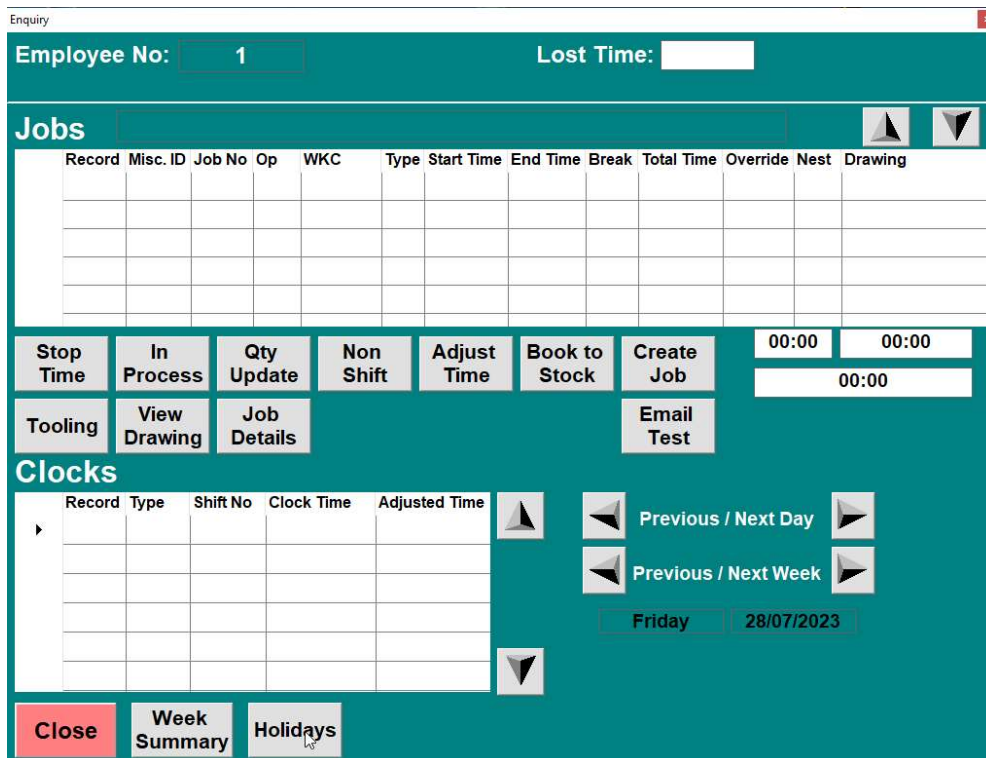 Enquiry
Employee No: 1 Lost Time:
Jobs
Record Misc. ID Job No Op WKC Type Start Time End Time Break Total Time Override Nest Drawing
Stop Time
In Process
Qty Update
Non Shift
Adjust Time
Book to Stock
Create Job
00:00 00:00
00:00
Tooling
View Drawing
Job Details
Email Test
Clocks
Record Type Shift No Clock Time Adjusted Time
Previous / Next Day
Previous / Next Week
Friday 28/07/2023
Close
Week Summary
Holidays